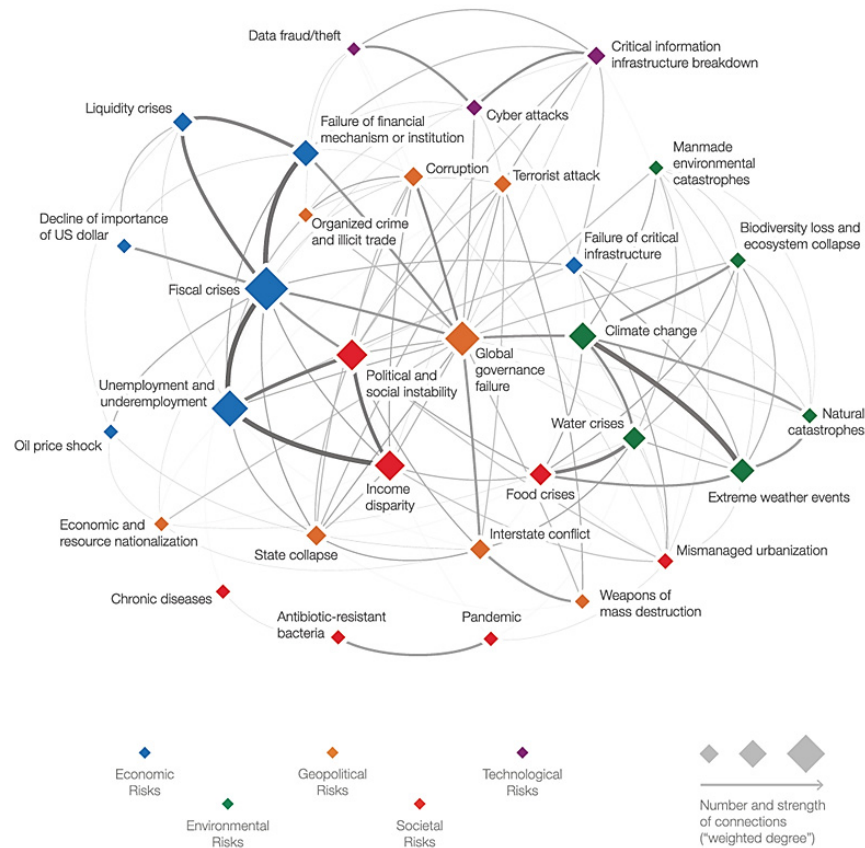 Data fraud/theft
Critical information
infrastructure breakdown
Liquidity crises
Failure of financial
mechanism or institution
Cyber attacks
Manmade
environmental
catastrophes
Corruption
Terrorist attack
Decline of importance
of US dollar
Organized crime
and illicit trade
Failure of critical
infrastructure
Biodiversity loss and
ecosystem collapse
Fiscal crises
Climate change
Global
governance
failure
Political and
social instability
Unemployment and
underemployment
Oil price shock
Water crises
Natural
catastrophes
Income
disparity
Food crises
Extreme weather events
Economic and
resource nationalization
State collapse
Interstate conflict
Mismanaged urbanization
Chronic diseases
Antibiotic-resistant
bacteria
Pandemic
Weapons of
mass destruction
Economic
Risks
Geopolitical
Risks
Technological
Risks
Environmental
Risks
Societal
Risks
Number and strength
of connections
("weighted degree")